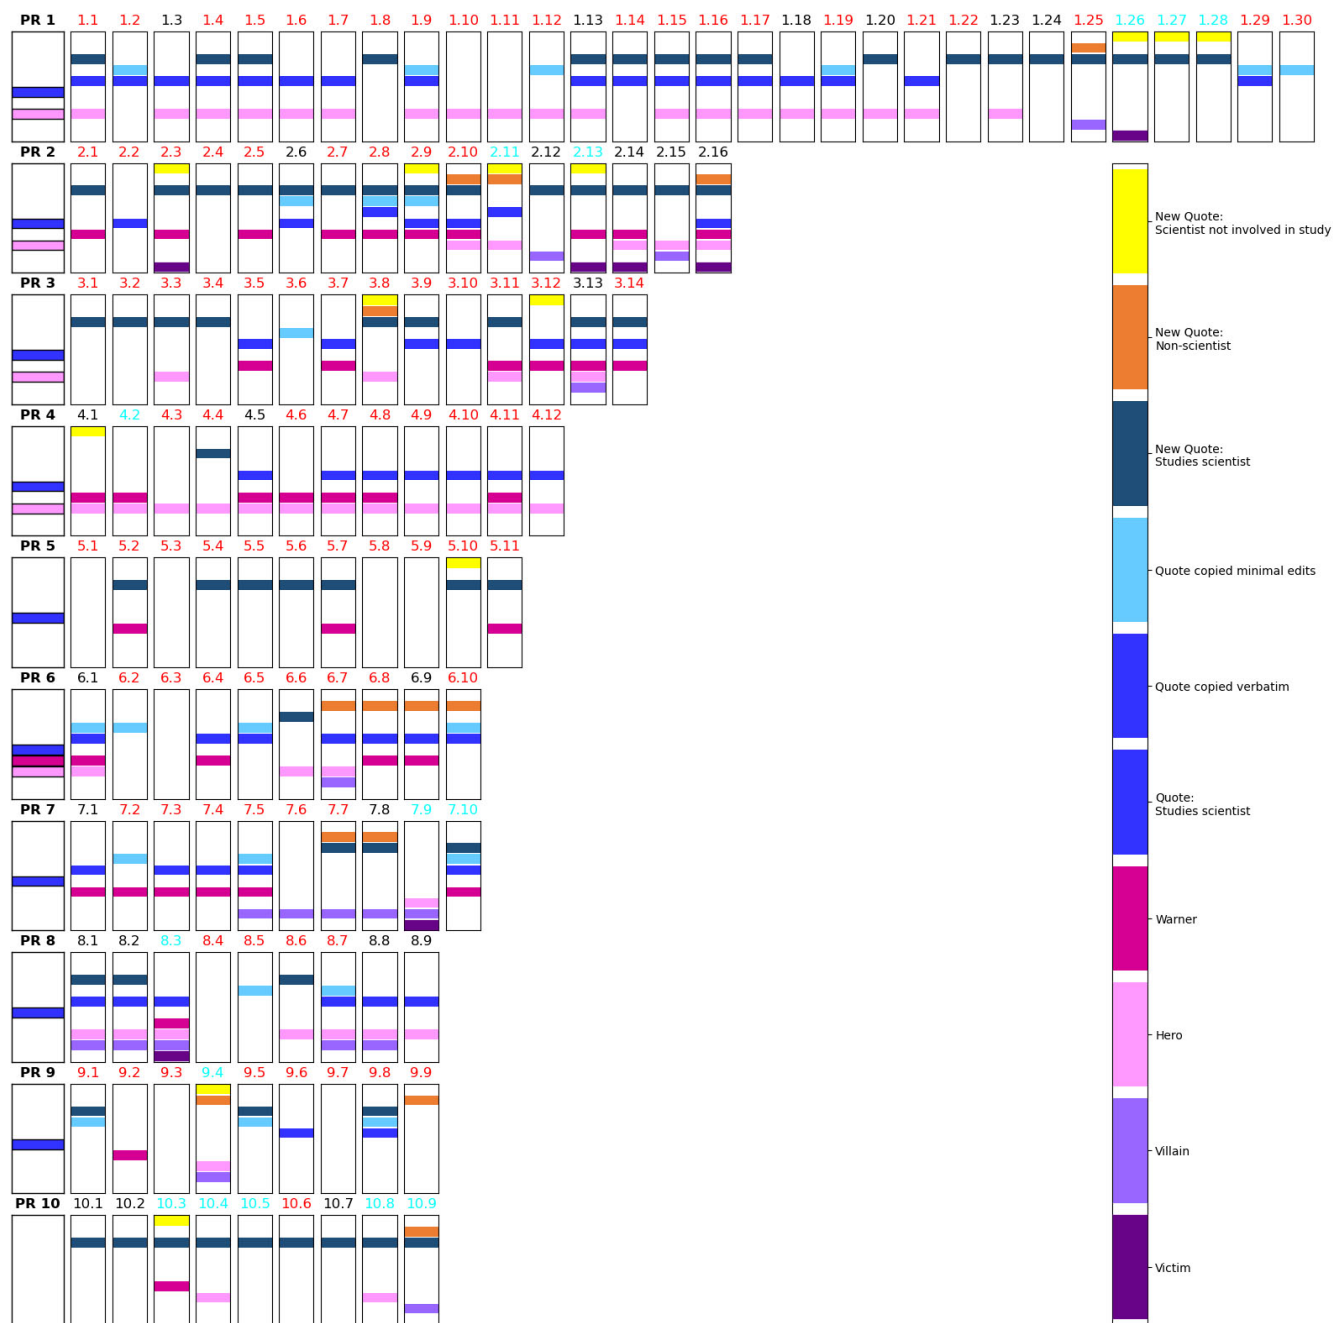 PR 1 1.1 1.2 1.3 1.4 1.5 1.6 1.7 1.8 1.9 1.10 1.11 1.12 1.13 1.14 1.15 1.16 1.17 1.18 1.19 1.20 1.21 1.22 1.23 1.24 1.25 1.26 1.27 1.28 1.29 1.30
PR 2 2.1 2.2 2.3 2.4 2.5 2.6 2.7 2.8 2.9 2.10 2.11 2.12 2.13 2.14 2.15 2.16
PR 3 3.1 3.2 3.3 3.4 3.5 3.6 3.7 3.8 3.9 3.10 3.11 3.12 3.13 3.14
PR 4 4.1 4.2 4.3 4.4 4.5 4.6 4.7 4.8 4.9 4.10 4.11 4.12
PR 5 5.1 5.2 5.3 5.4 5.5 5.6 5.7 5.8 5.9 5.10 5.11
PR 6 6.1 6.2 6.3 6.4 6.5 6.6 6.7 6.8 6.9 6.10
PR 7 7.1 7.2 7.3 7.4 7.5 7.6 7.7 7.8 7.9 7.10
PR 8 8.1 8.2 8.3 8.4 8.5 8.6 8.7 8.8 8.9
PR 9 9.1 9.2 9.3 9.4 9.5 9.6 9.7 9.8 9.9
PR 10 10.1 10.2 10.3 10.4 10.5 10.6 10.7 10.8 10.9
New Quote:
Scientist not involved in study
New Quote:
Non-scientist
New Quote:
Studies scientist
Quote copied minimal edits
Quote copied verbatim
Quote:
Studies scientist
Warner
Hero
Villain
Victim